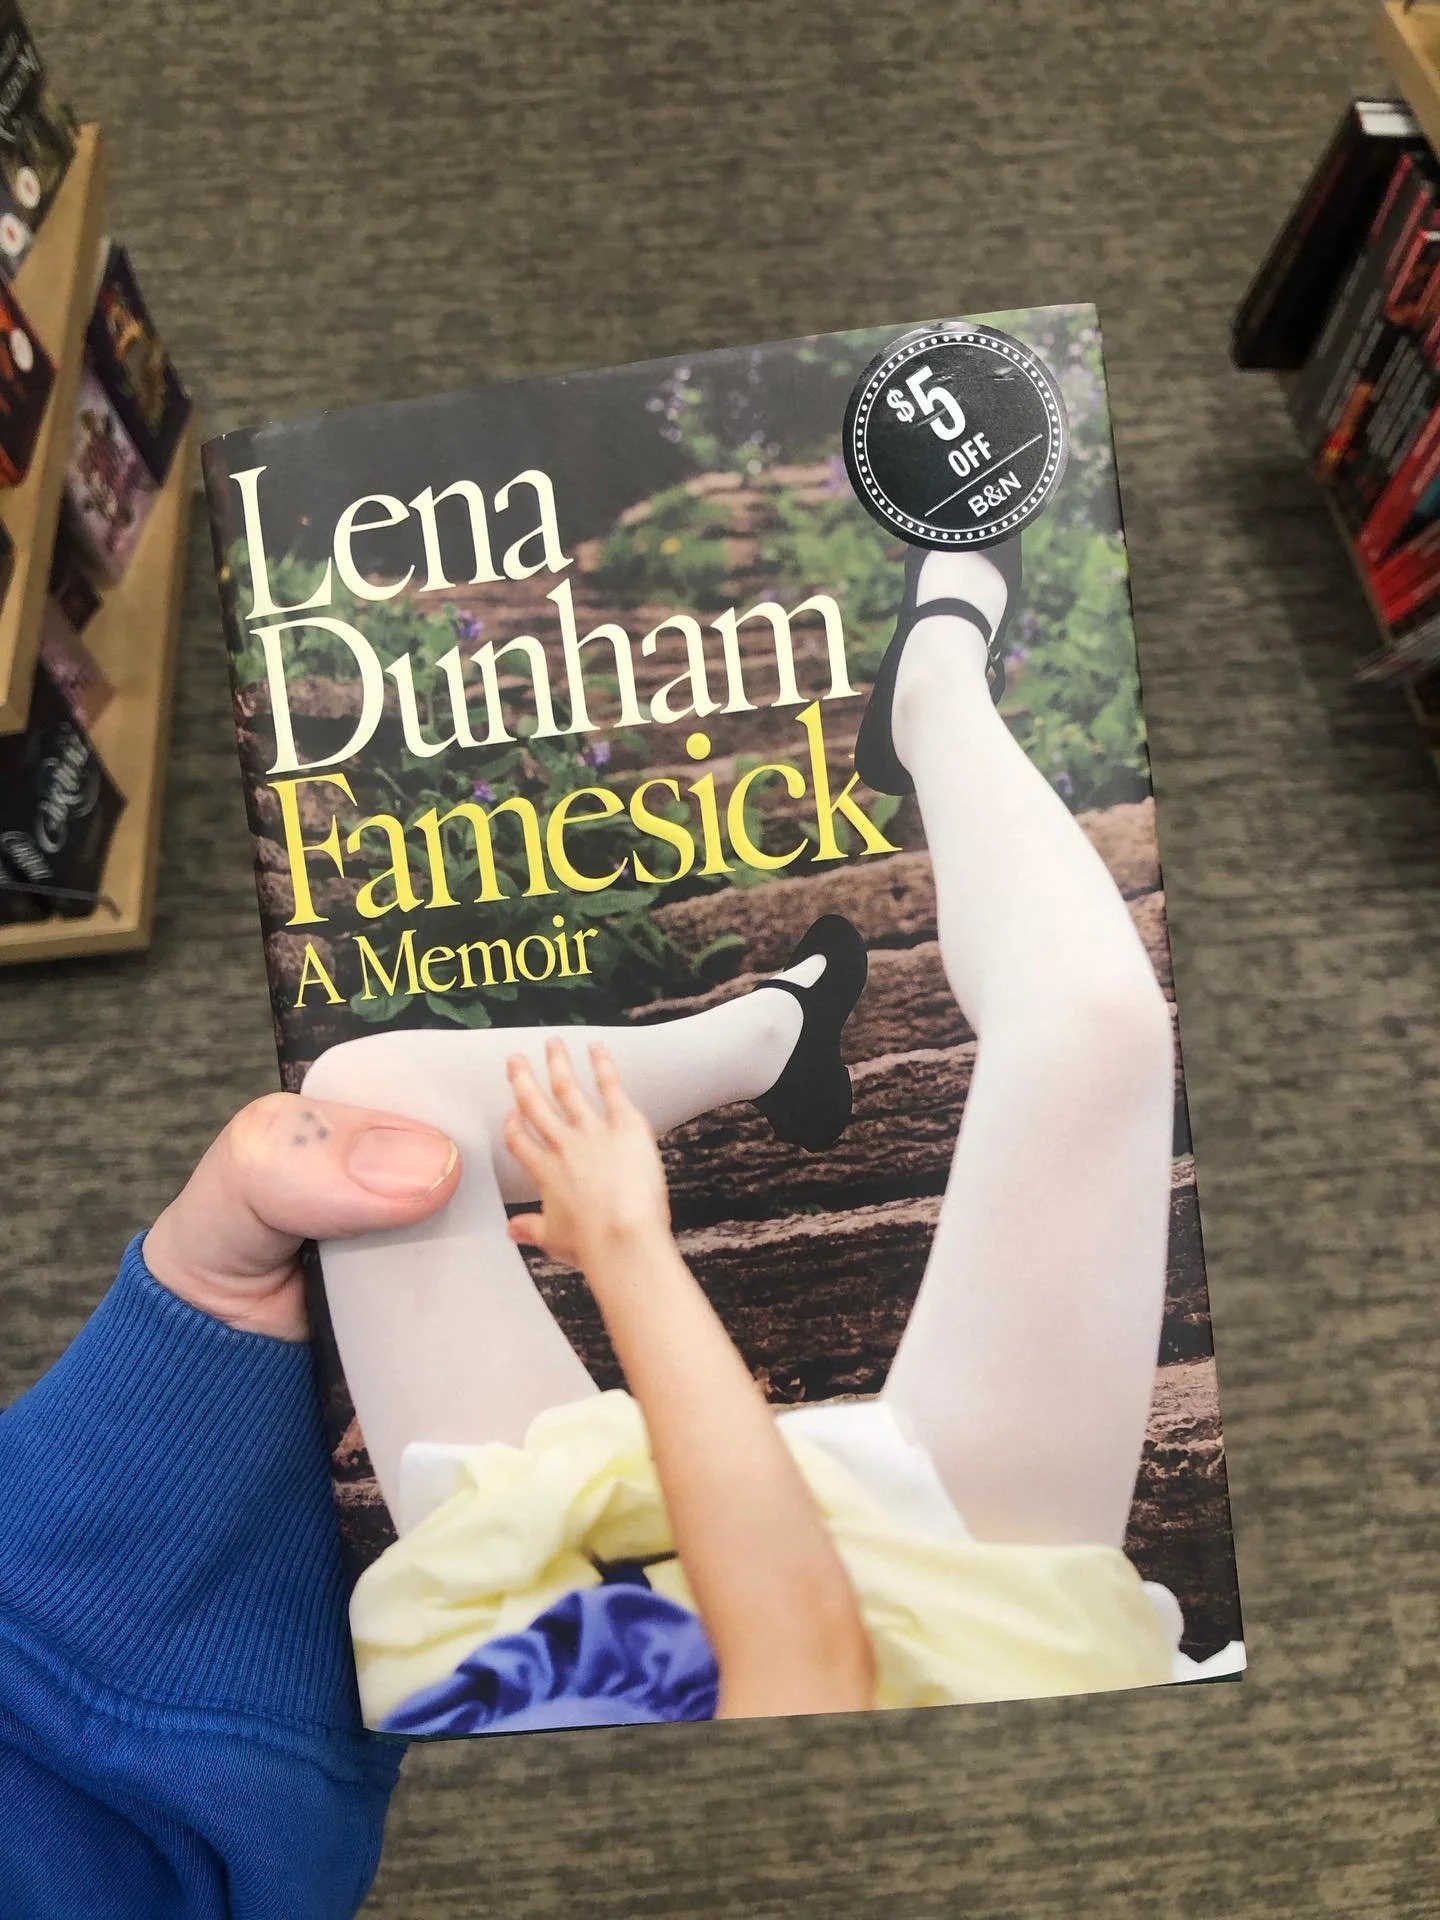 $5
OFF
B&N
Lena
Dunham
Famesick
A Memoir